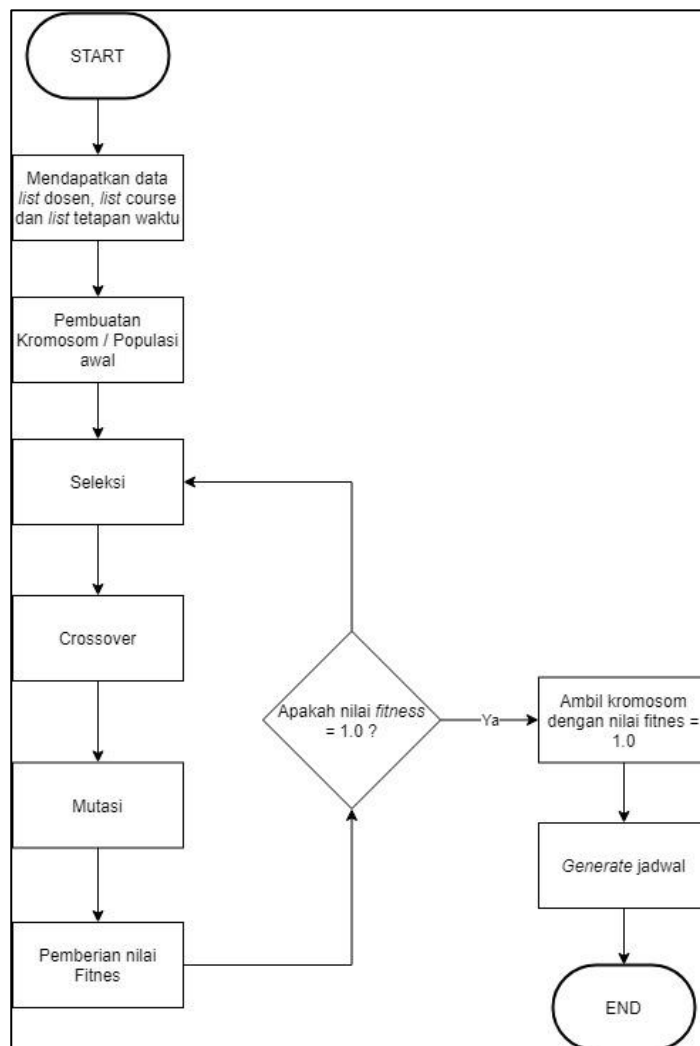 START
Mendapatkan data
list dosen, list course
dan list tetapan waktu
Pembuatan
Kromosom / Populasi
awal
Seleksi
Crossover
Mutasi
Pemberian nilai
Fitnes
Apakah nilai fitness
= 1.0 ?
Ya
Ambil kromosom
dengan nilai fitnes =
1.0
Generate jadwal
END